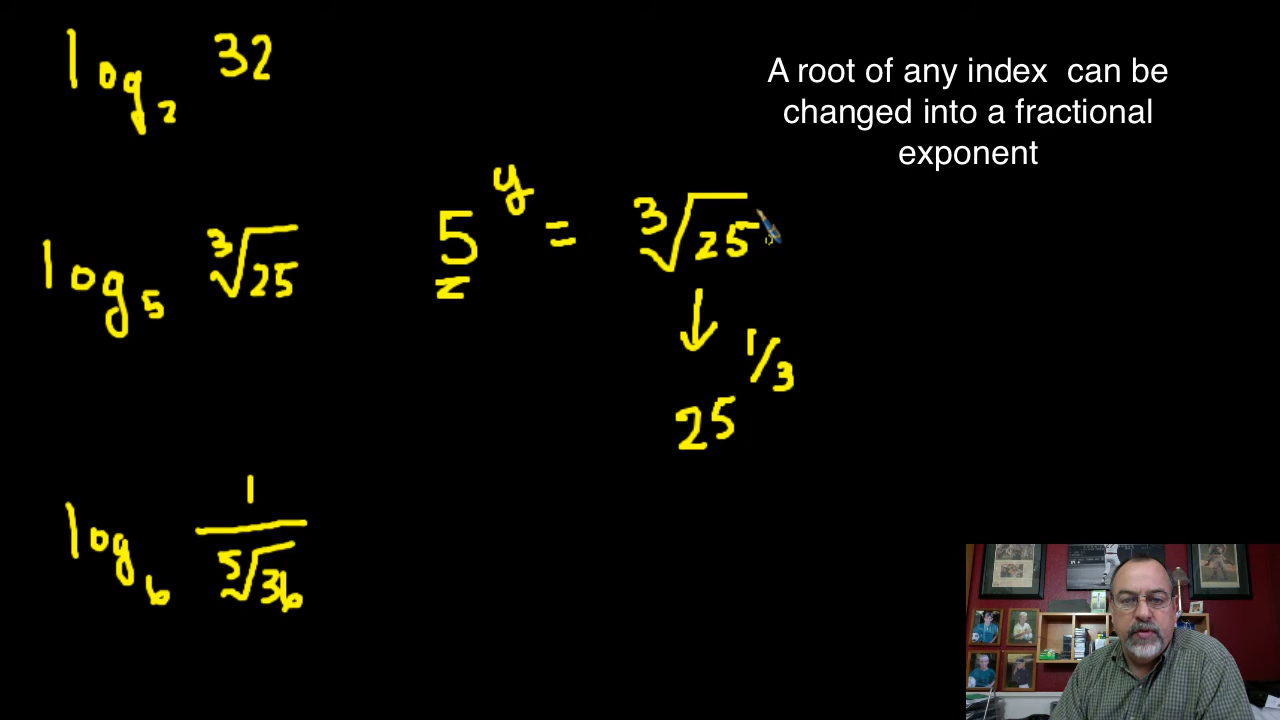 log₂ 32
A root of any index can be
changed into a fractional
exponent
log₅ ∛25
5^y = ∛25
↓
25^1/3
log₆ 1/⁵√36